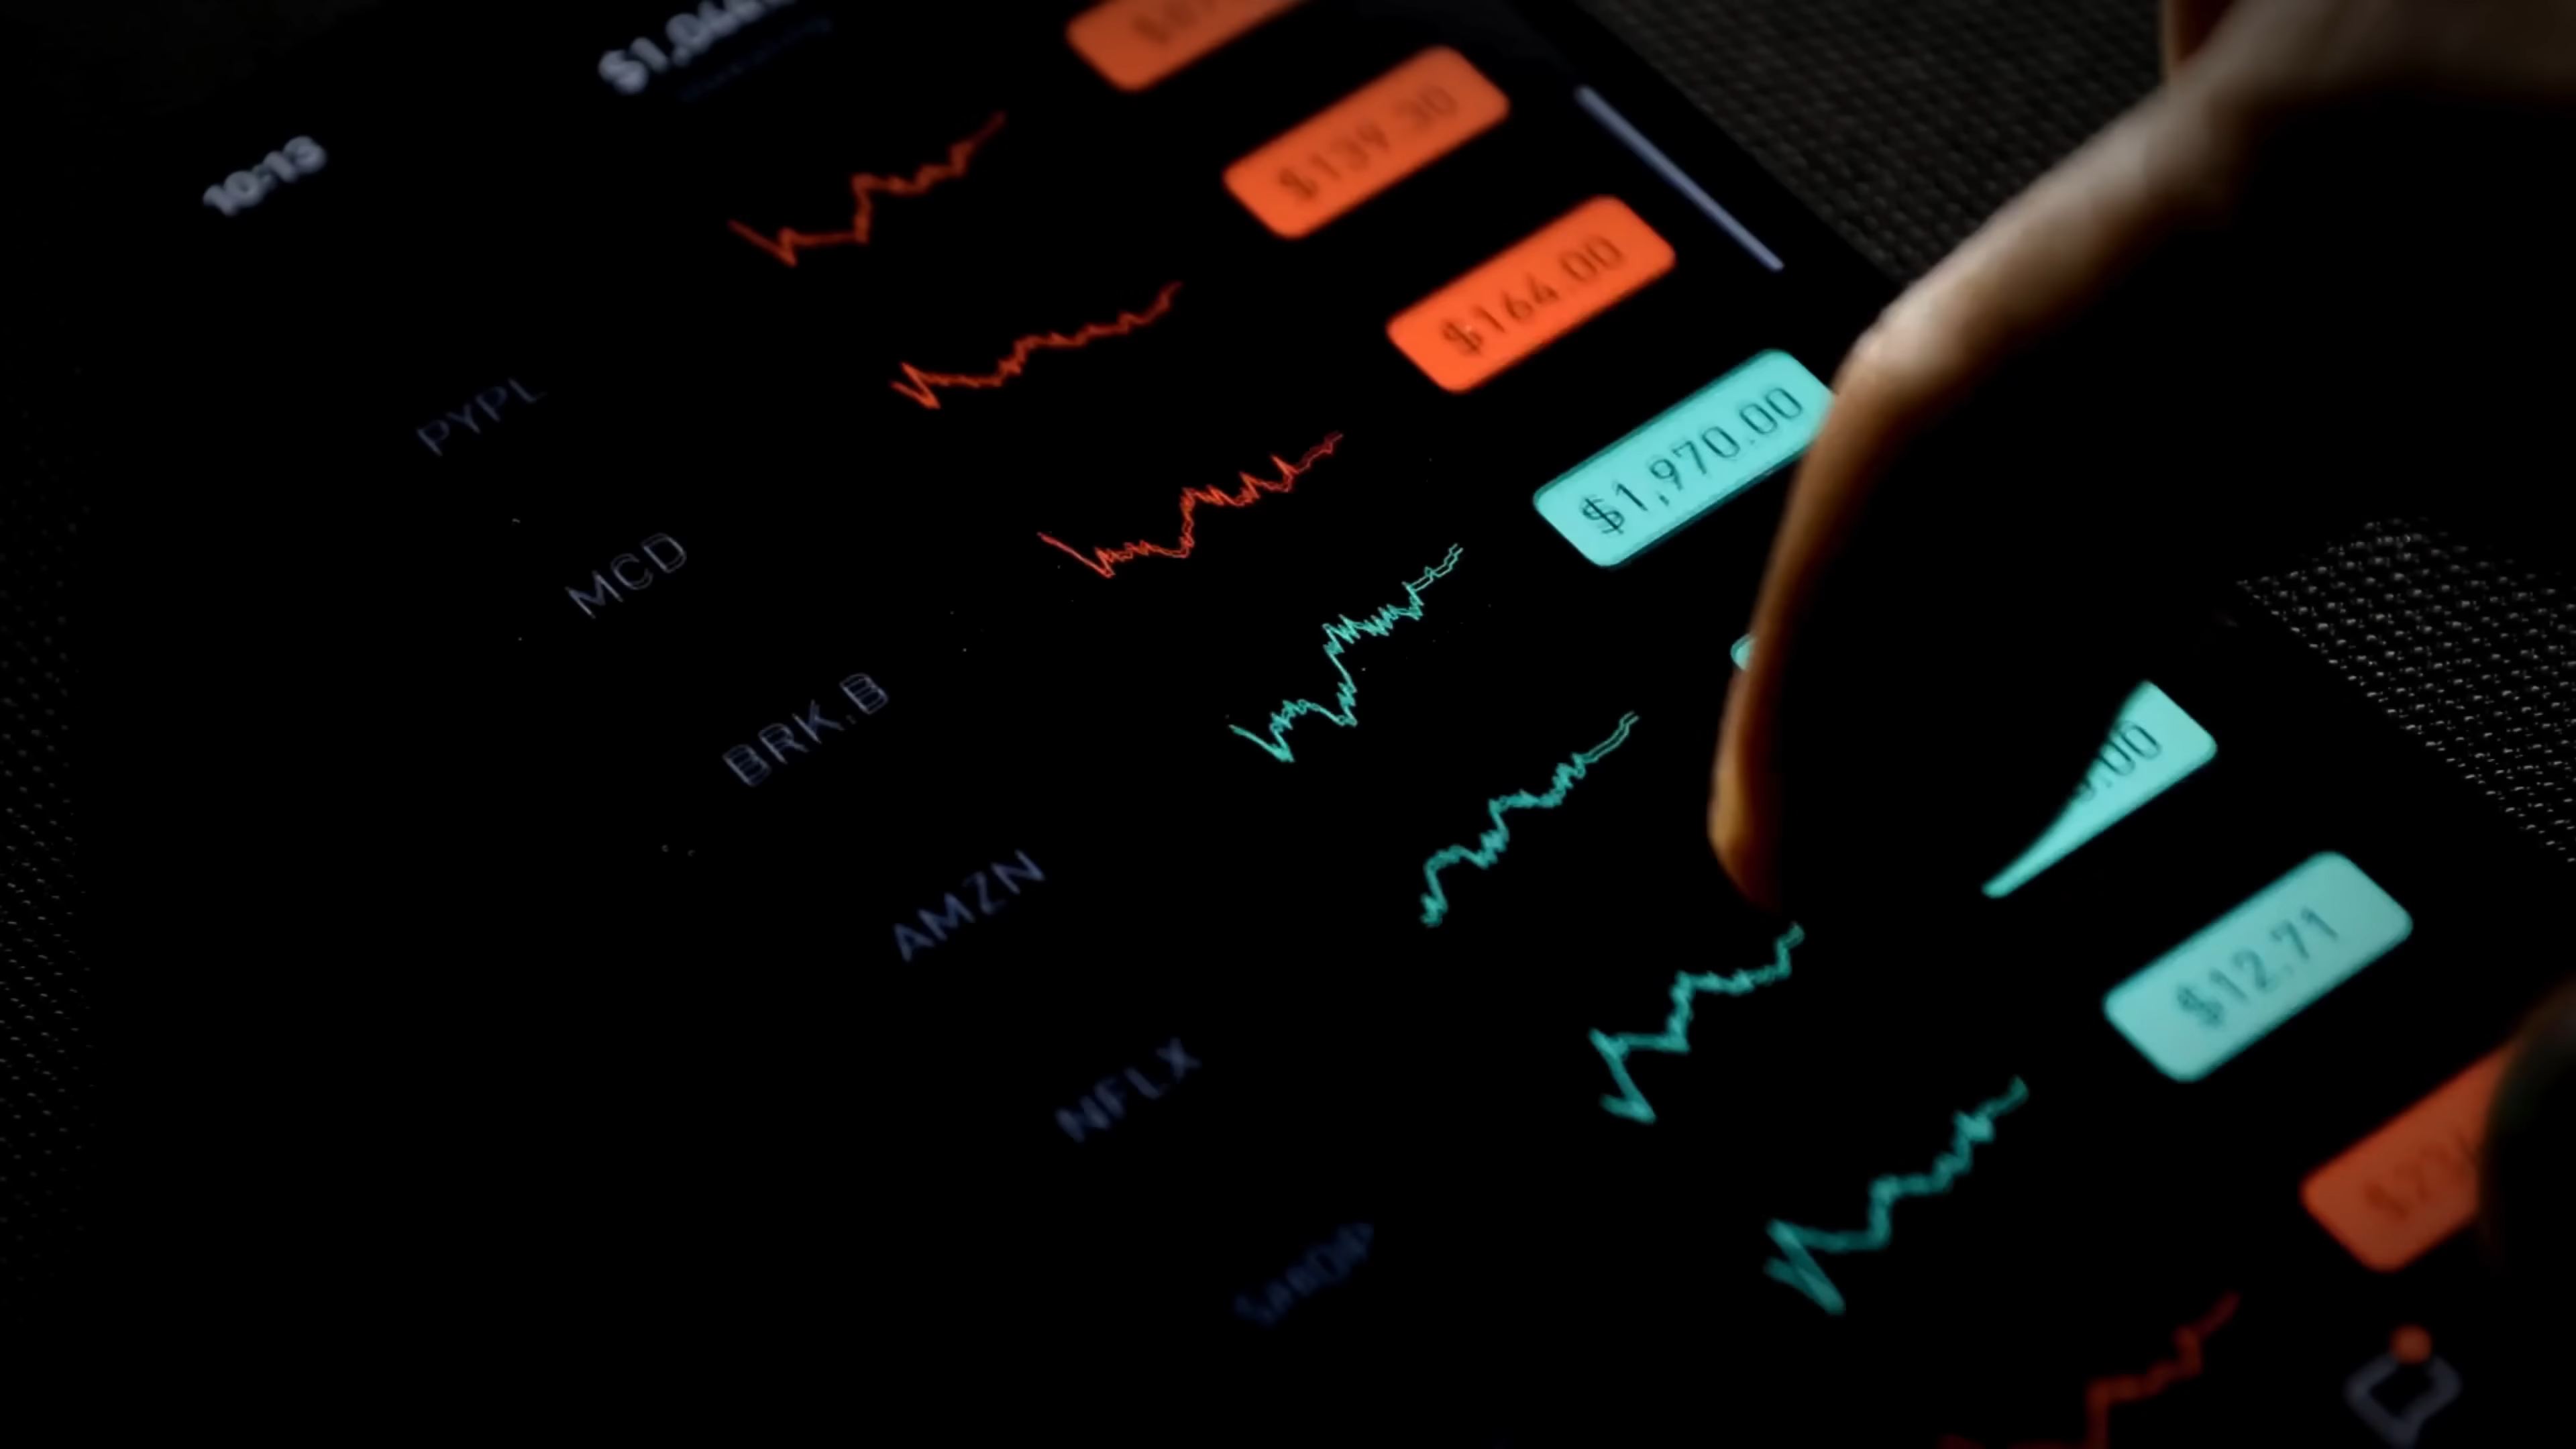 10:13
PYPL
MCD $139.30
BRK.B $164.00
AMZN $1,970.00
NFLX
$12.71